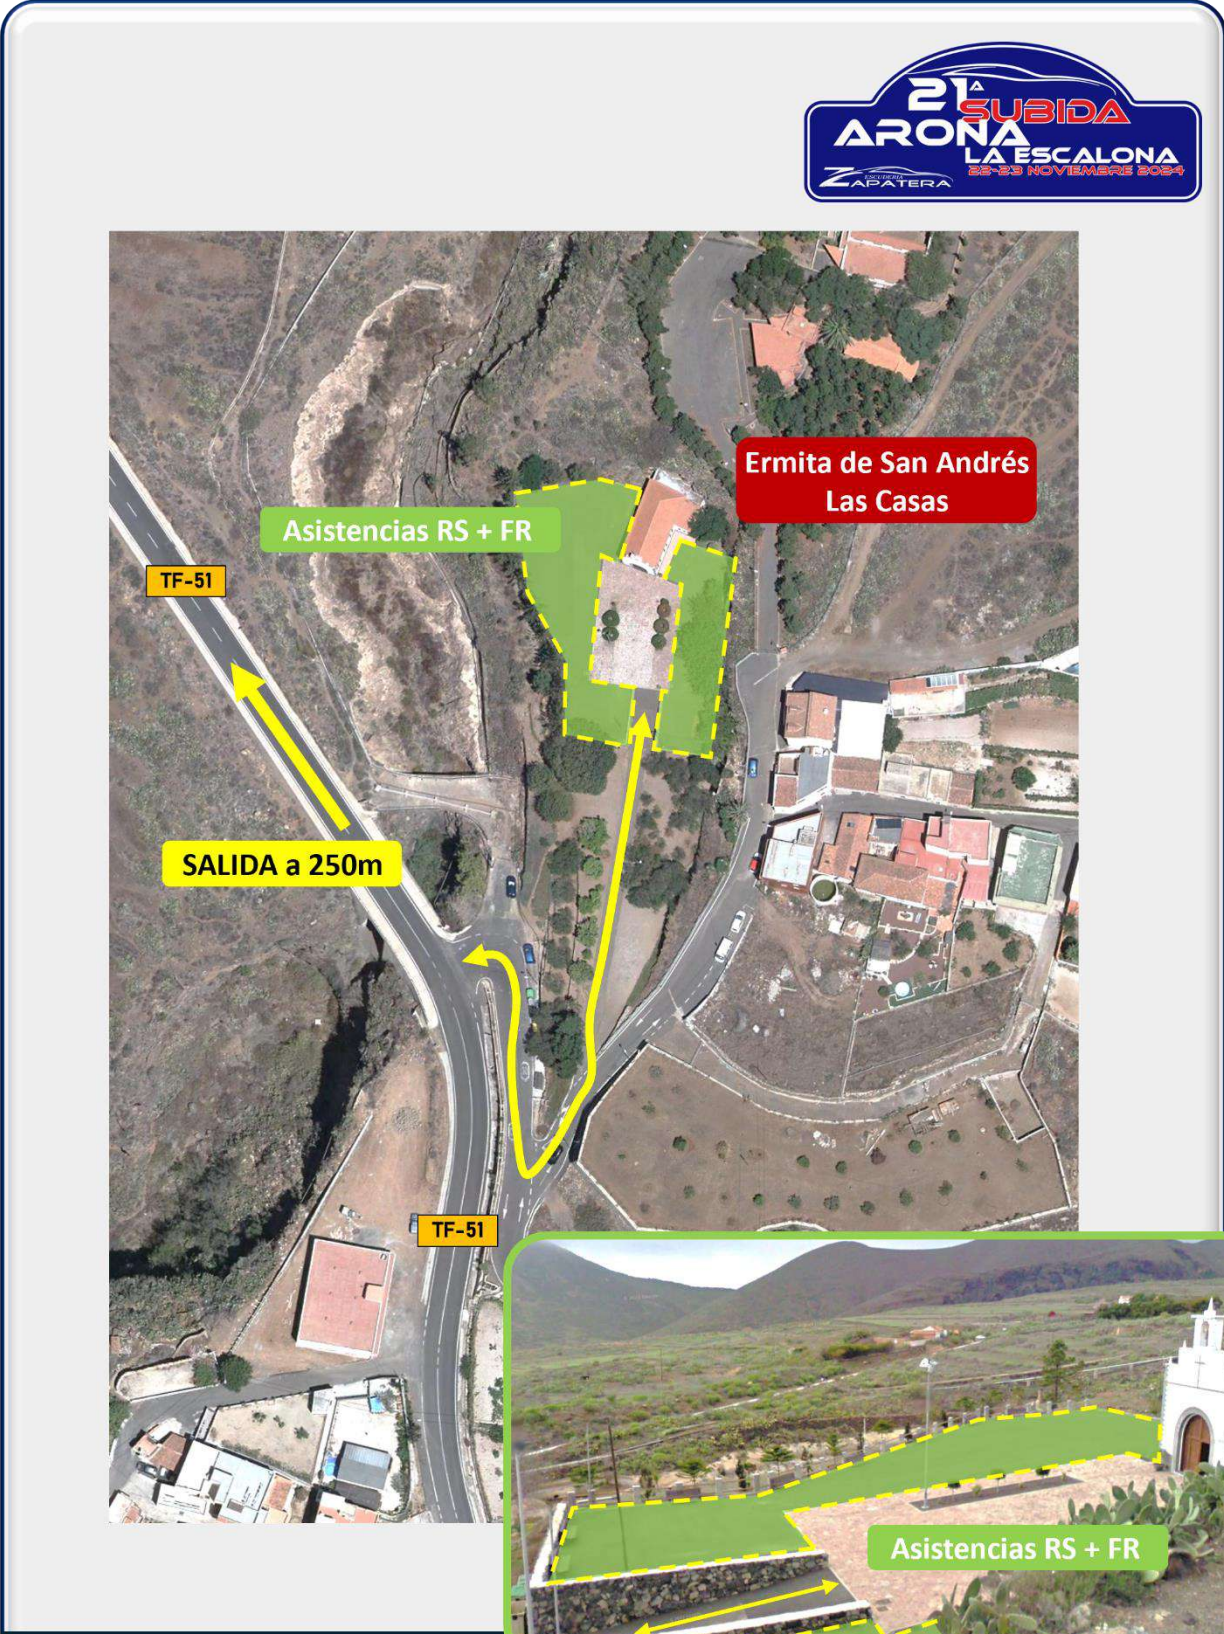 21ª
SUBIDA
ARONA
LA ESCALONA
22-23 NOVIEMBRE 2024
ESCUDERIA
ZAPATERA
Ermita de San Andrés
Las Casas
Asistencias RS + FR
TF-51
SALIDA a 250m
TF-51
Asistencias RS + FR